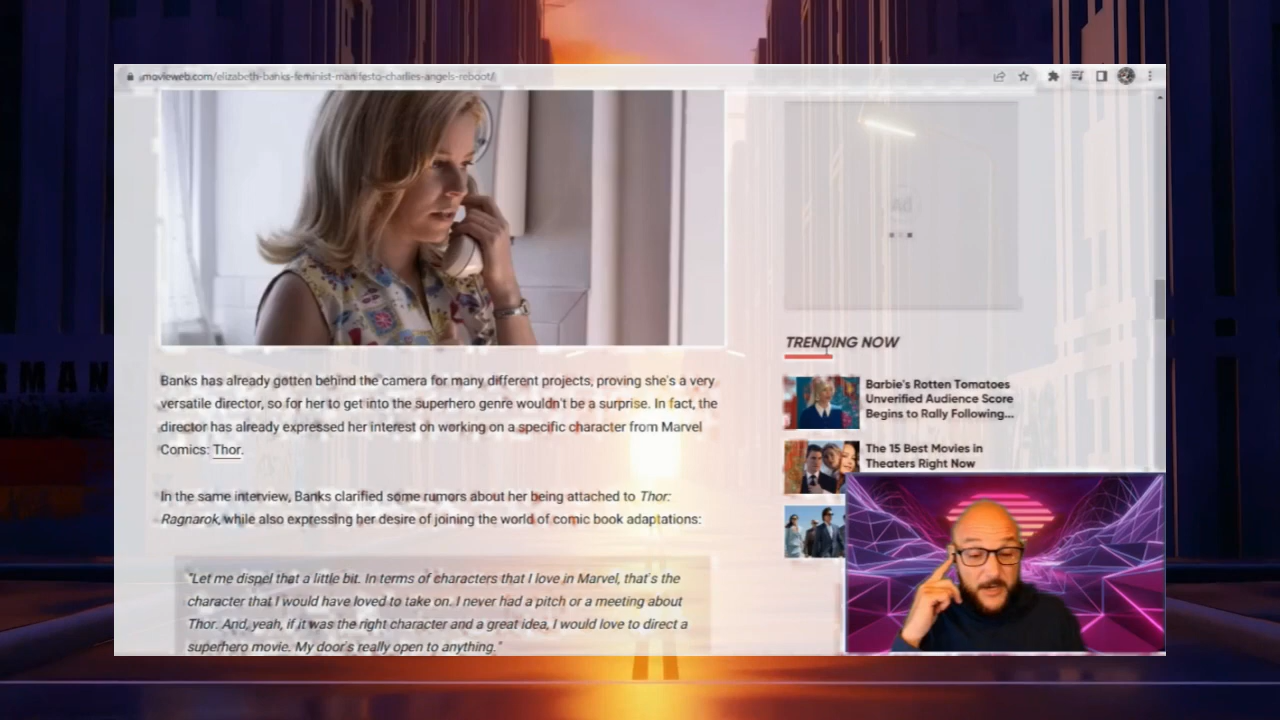 movieweb.com/elizabeth-banks-feminist-manifesto-charlies-angels-reboot/
Ad
TRENDING NOW
Barbie's Rotten Tomatoes
Unverified Audience Score
Begins to Rally Following...
The 15 Best Movies in
Theaters Right Now
Banks has already gotten behind the camera for many different projects, proving she's a very
versatile director, so for her to get into the superhero genre wouldn't be a surprise. In fact, the
director has already expressed her interest on working on a specific character from Marvel
Comics: Thor.
In the same interview, Banks clarified some rumors about her being attached to Thor:
Ragnarok, while also expressing her desire of joining the world of comic book adaptations:
"Let me dispel that a little bit. In terms of characters that I love in Marvel, that's the
character that I would have loved to take on. I never had a pitch or a meeting about
Thor. And, yeah, if it was the right character and a great idea, I would love to direct a
superhero movie. My door's really open to anything."
RMAN